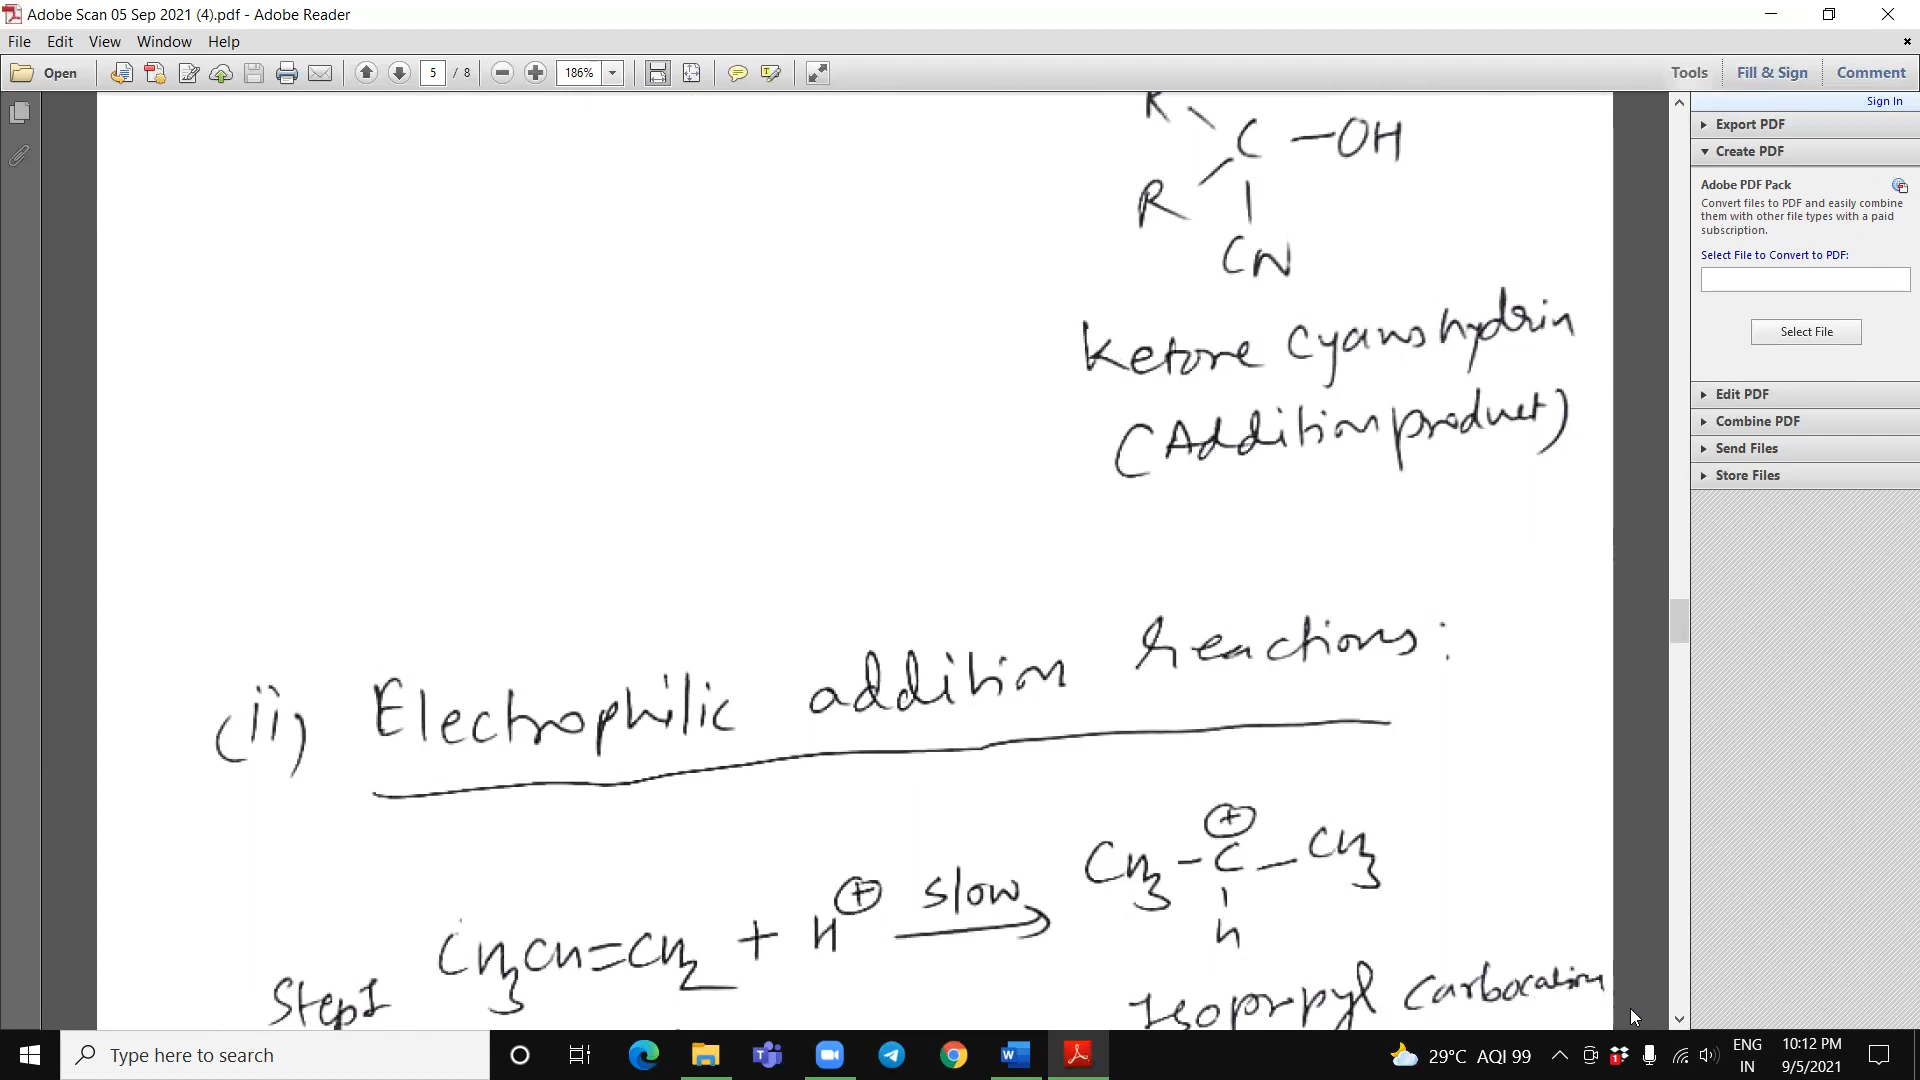 Adobe Scan 05 Sep 2021 (4).pdf - Adobe Reader
File Edit View Window Help
Open 5 / 8 186% Tools Fill & Sign Comment
Sign In
Export PDF
Create PDF
Adobe PDF Pack
Convert files to PDF and easily combine
them with other file types with a paid
subscription.
Select File to Convert to PDF:
Select File
Edit PDF
Combine PDF
Send Files
Store Files
R
C - OH
R
CN
Ketone Cyanohydrin
(Addition product)
(ii) Electrophilic addition reactions:
Step I CH3CH=CH2 + H⊕ slow → CH3 - C⊕ - CH3
H
Isoporpyl Carbocation
Type here to search
29°C AQI 99
ENG
IN
10:12 PM
9/5/2021